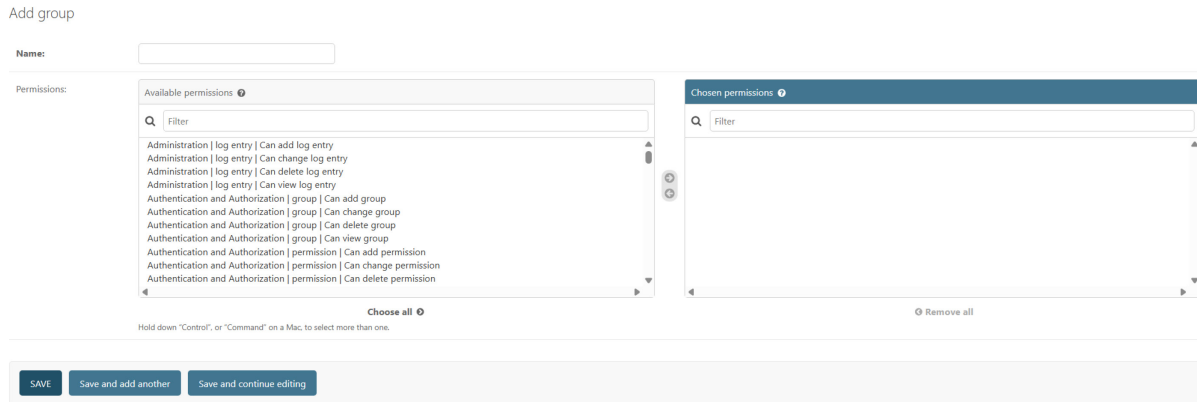 Add group
Name:
Permissions:
Available permissions
Chosen permissions
Filter
Filter
Administration | log entry | Can add log entry
Administration | log entry | Can change log entry
Administration | log entry | Can delete log entry
Administration | log entry | Can view log entry
Authentication and Authorization | group | Can add group
Authentication and Authorization | group | Can change group
Authentication and Authorization | group | Can delete group
Authentication and Authorization | group | Can view group
Authentication and Authorization | permission | Can add permission
Authentication and Authorization | permission | Can change permission
Authentication and Authorization | permission | Can delete permission
Choose all
Remove all
Hold down "Control", or "Command" on a Mac, to select more than one.
SAVE
Save and add another
Save and continue editing